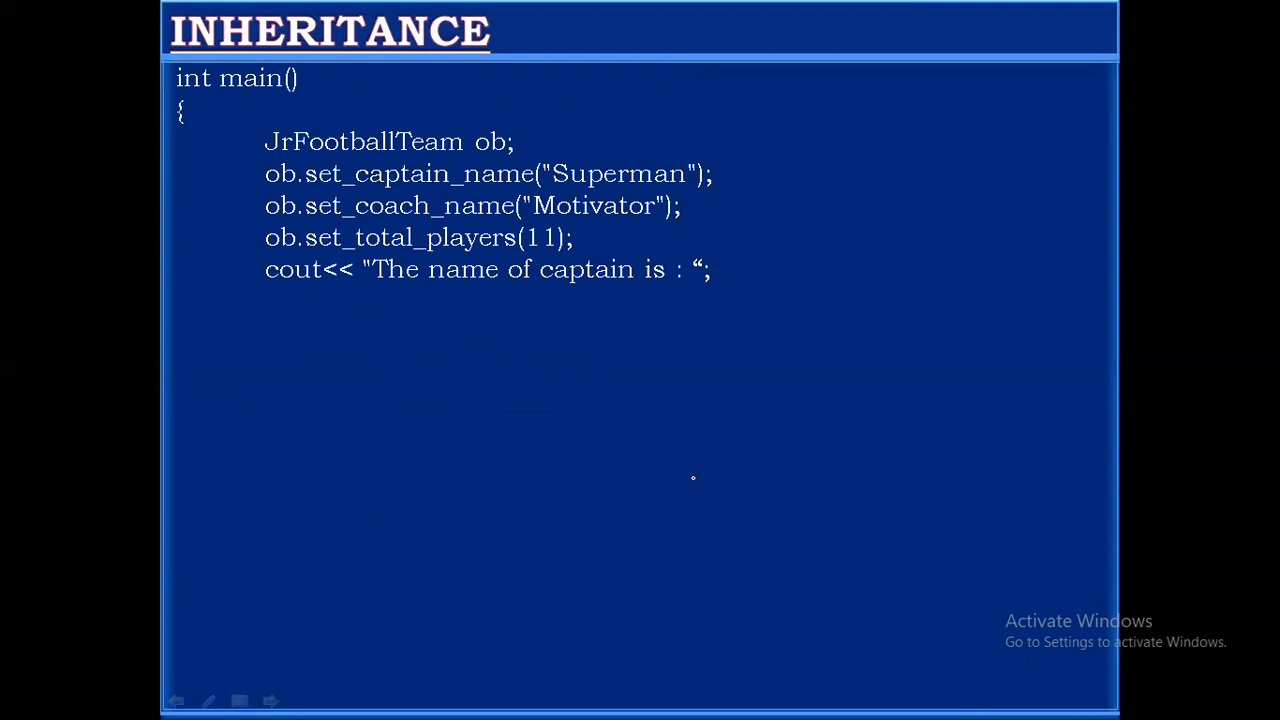 INHERITANCE
int main()
{
JrFootballTeam ob;
ob.set_captain_name("Superman");
ob.set_coach_name("Motivator");
ob.set_total_players(11);
cout<< "The name of captain is : “;
Activate Windows
Go to Settings to activate Windows.